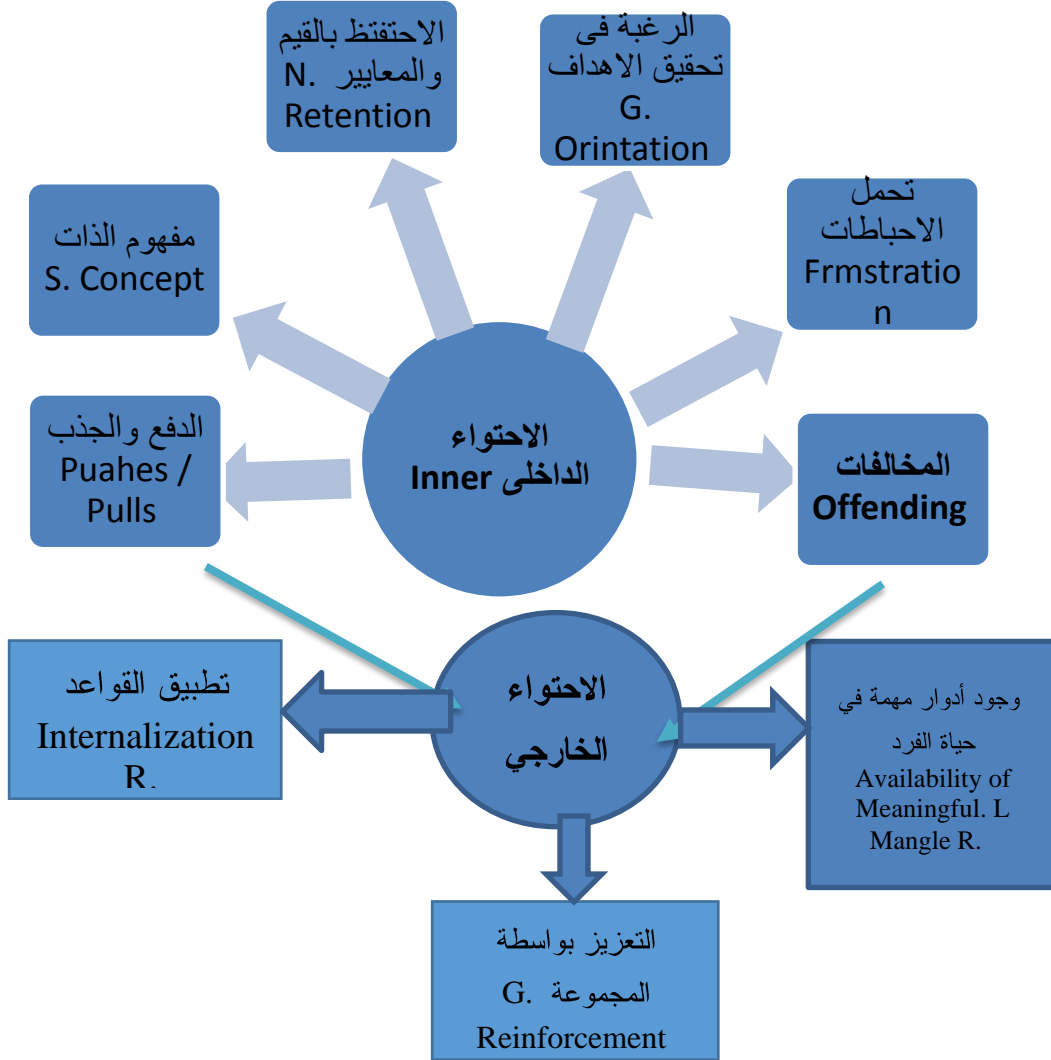 الاحتفتظ بالقيم
والمعايير N.
Retention
الرغبة فى
تحقيق الاهداف
G.
Orintation
مفهوم الذات
S. Concept
تحمل
الاحباطات
Frmstratio
n
الدفع والجذب
Puahes /
Pulls
الاحتواء
الداخلى Inner
المخالفات
Offending
تطبيق القواعد
Internalization
R.
الاحتواء
الخارجي
وجود أدوار مهمة في
حياة الفرد
Availability of
Meaningful. L
Mangle R.
التعزيز بواسطة
المجموعة G.
Reinforcement